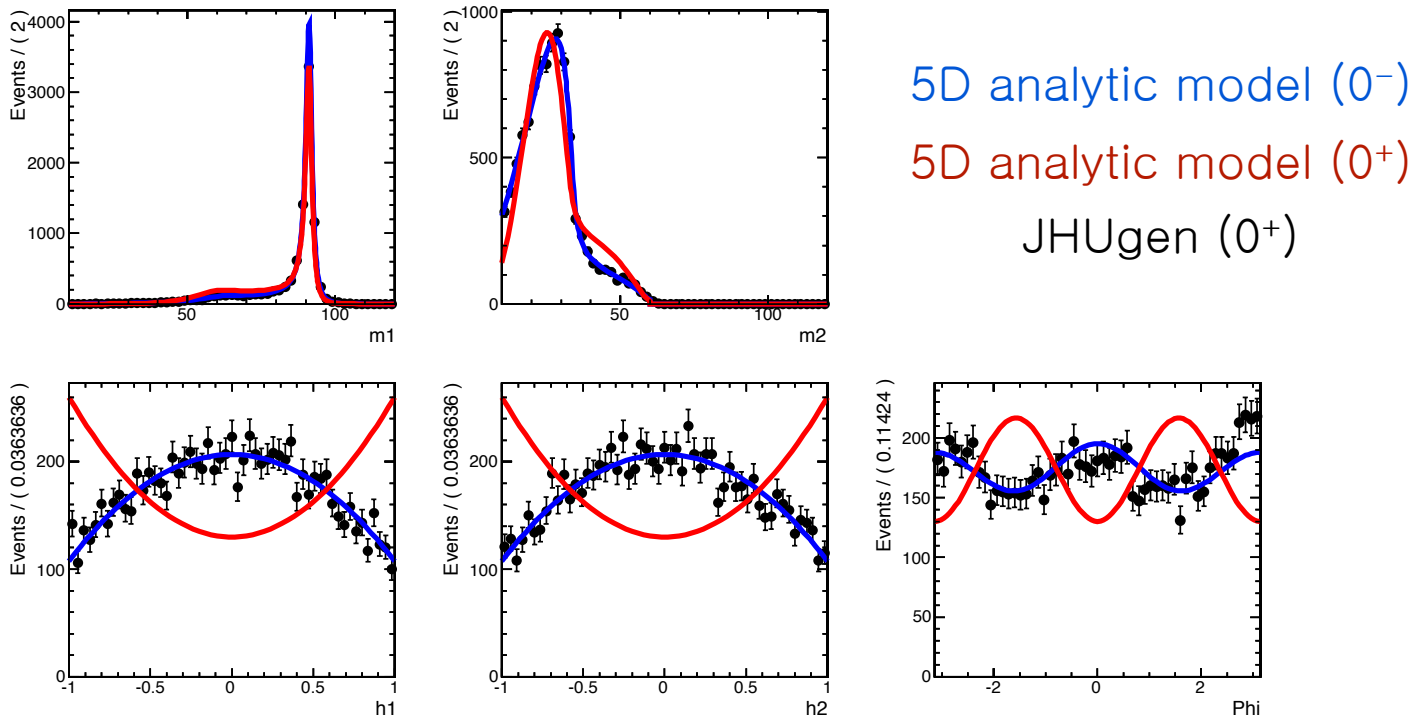 Events / ( 2 )
4000
3000
2000
1000
0
50
100
m1
Events / ( 2 )
1000
500
0
50
100
m2
5D analytic model (0⁻)
5D analytic model (0⁺)
JHUgen (0⁺)
Events / ( 0.0363636 )
200
100
0
-1
-0.5
0
0.5
1
h1
Events / ( 0.0363636 )
200
100
0
-1
-0.5
0
0.5
1
h2
Events / ( 0.11424 )
200
150
100
50
0
-2
0
2
Phi